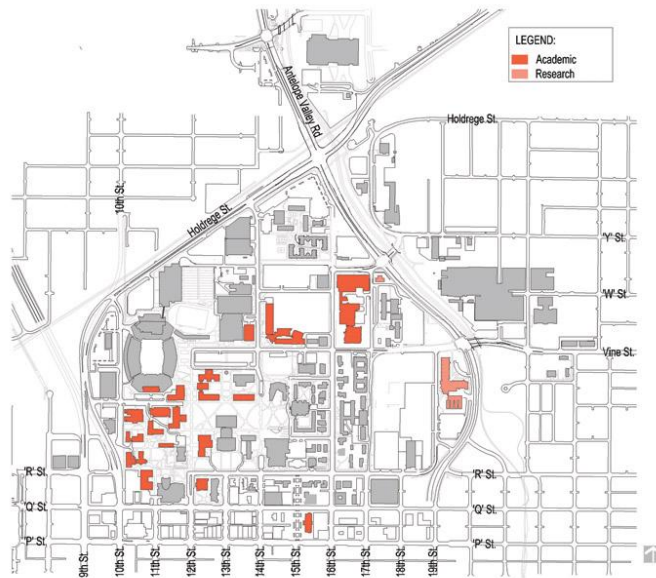 LEGEND:
Academic
Research
Antelope Valley Rd
Holdrege St.
10th St.
Holdrege St.
'Y' St.
'W' St.
Vine St.
'R' St.
'R' St.
'Q' St.
'Q' St.
'P' St.
'P' St.
9th St.
10th St.
11th St.
12th St.
13th St.
14th St.
15th St.
16th St.
17th St.
18th St.
19th St.